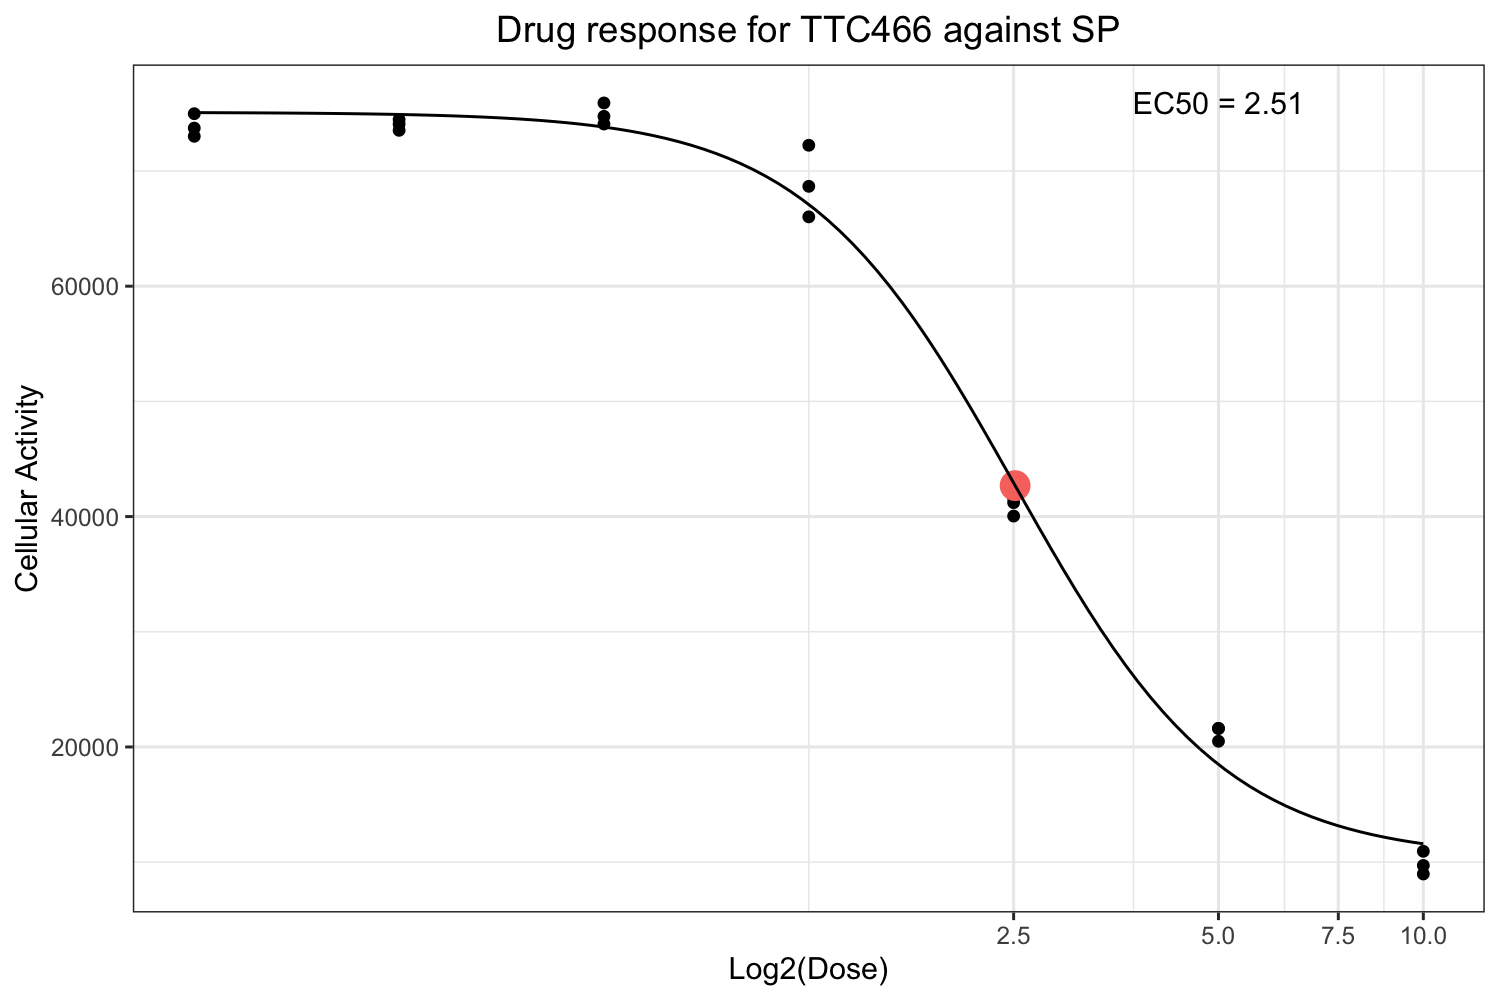 Drug response for TTC466 against SP
EC50 = 2.51
60000
40000
20000
Cellular Activity
2.5
5.0
7.5
10.0
Log2(Dose)